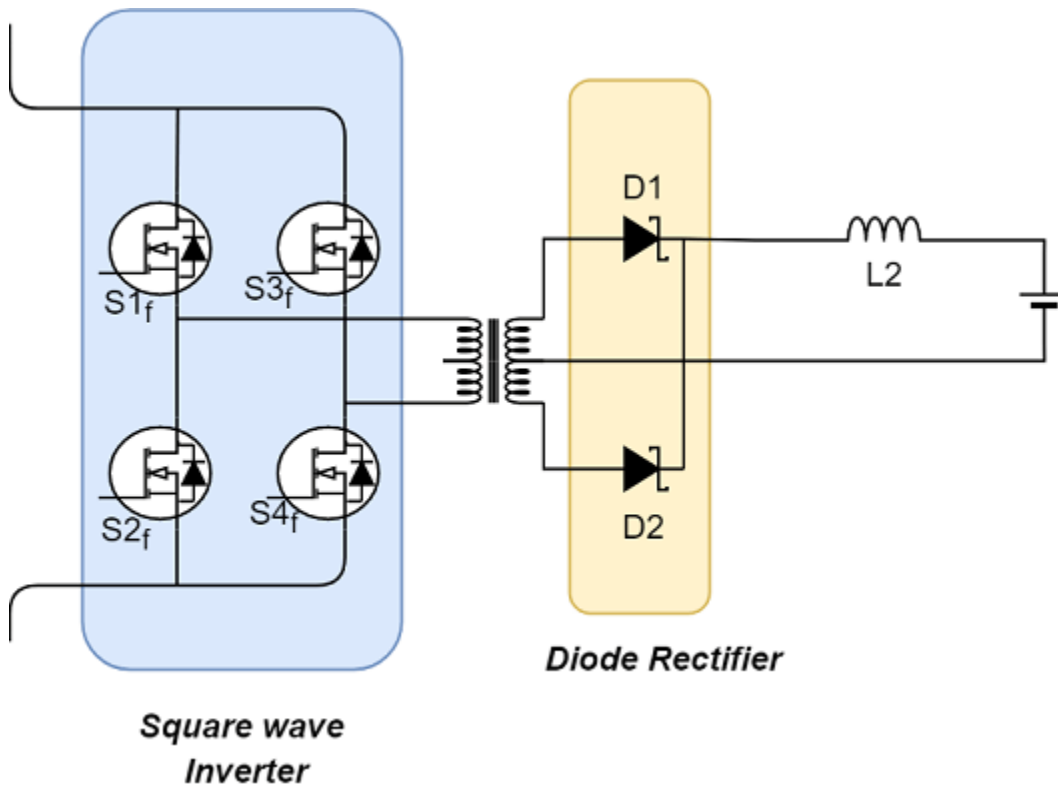 D1
S1f
S3f
L2
S2f
S4f
D2
Diode Rectifier
Square wave
Inverter